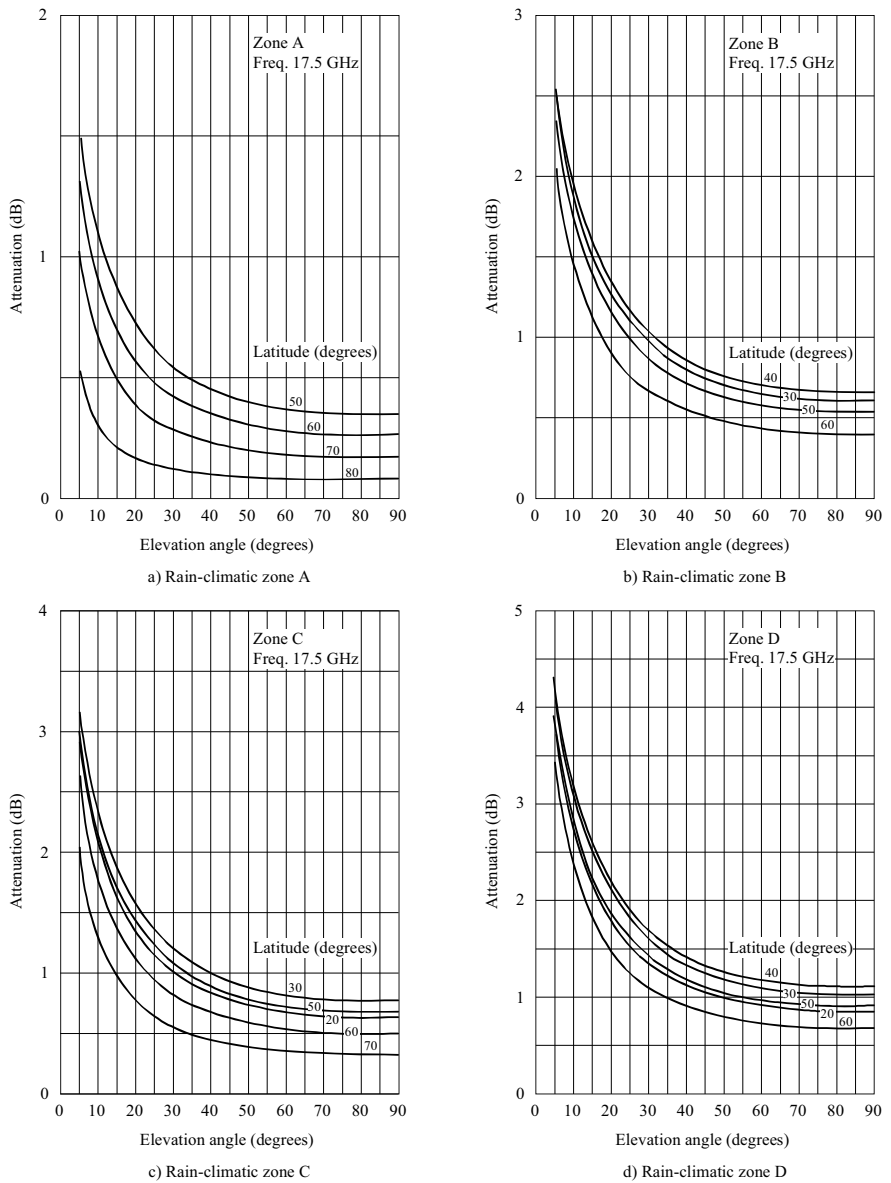 2
Zone A
Freq. 17.5 GHz
Attenuation (dB)
1
Latitude (degrees)
50
60
70
80
0
0 10 20 30 40 50 60 70 80 90
Elevation angle (degrees)
a) Rain-climatic zone A
3
Zone B
Freq. 17.5 GHz
2
Attenuation (dB)
1
Latitude (degrees)
40
30
50
60
0
0 10 20 30 40 50 60 70 80 90
Elevation angle (degrees)
b) Rain-climatic zone B
4
Zone C
Freq. 17.5 GHz
3
Attenuation (dB)
2
Latitude (degrees)
1
30
50
20
60
70
0
0 10 20 30 40 50 60 70 80 90
Elevation angle (degrees)
c) Rain-climatic zone C
5
Zone D
Freq. 17.5 GHz
4
3
Attenuation (dB)
2
Latitude (degrees)
40
30
1
50
20
60
0
0 10 20 30 40 50 60 70 80 90
Elevation angle (degrees)
d) Rain-climatic zone D